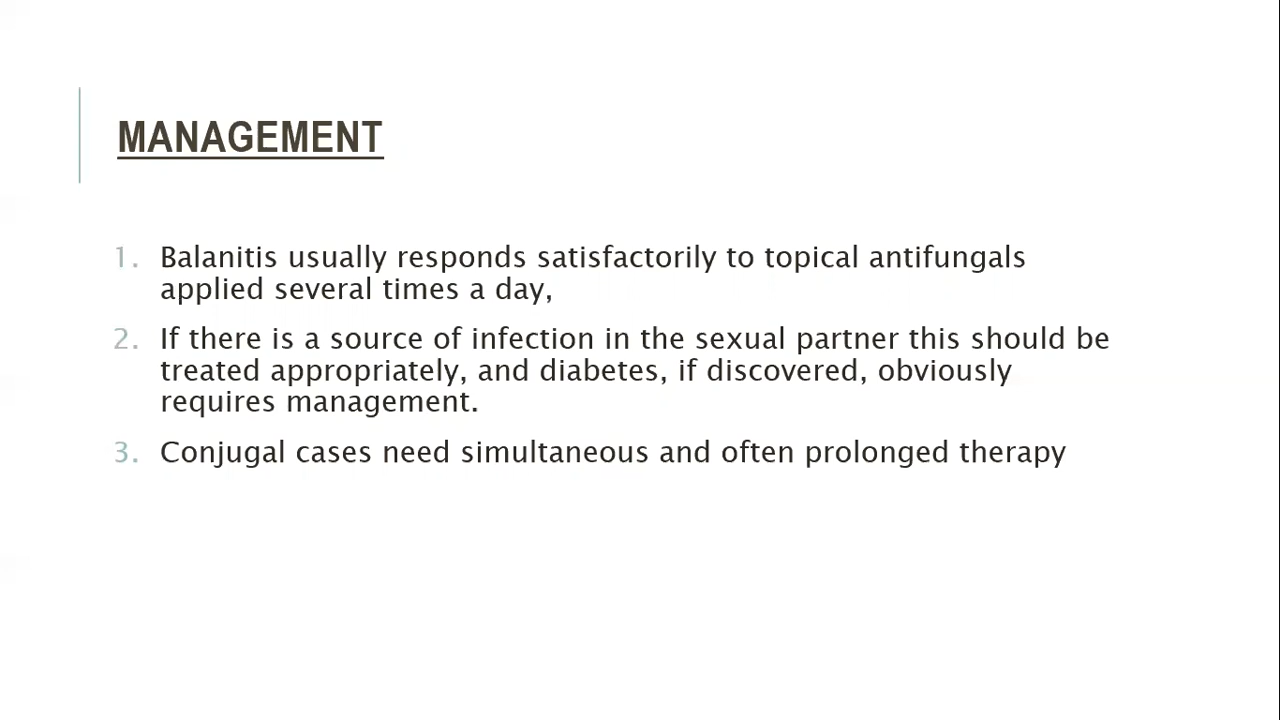 MANAGEMENT
1. Balanitis usually responds satisfactorily to topical antifungals
applied several times a day,
2. If there is a source of infection in the sexual partner this should be
treated appropriately, and diabetes, if discovered, obviously
requires management.
3. Conjugal cases need simultaneous and often prolonged therapy